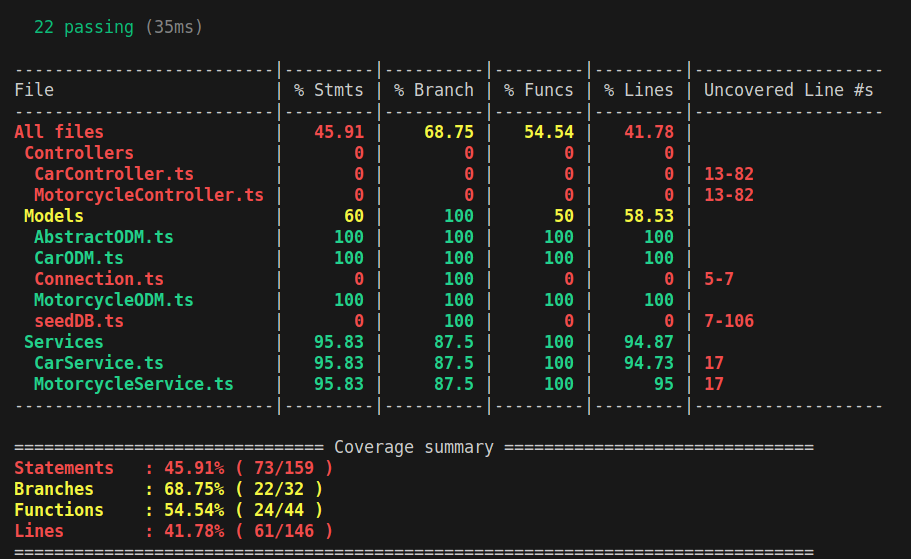 22 passing (35ms)
--------------------------|---------|----------|---------|---------|-------------------
File                      | % Stmts | % Branch | % Funcs | % Lines | Uncovered Line #s
--------------------------|---------|----------|---------|---------|-------------------
All files                 |   45.91 |    68.75 |   54.54 |   41.78 |
 Controllers              |       0 |        0 |       0 |       0 |
  CarController.ts        |       0 |        0 |       0 |       0 | 13-82
  MotorcycleController.ts |       0 |        0 |       0 |       0 | 13-82
 Models                   |      60 |      100 |      50 |   58.53 |
  AbstractODM.ts          |     100 |      100 |     100 |     100 |
  CarODM.ts               |     100 |      100 |     100 |     100 |
  Connection.ts           |       0 |      100 |       0 |       0 | 5-7
  MotorcycleODM.ts        |     100 |      100 |     100 |     100 |
  seedDB.ts               |       0 |      100 |       0 |       0 | 7-106
 Services                 |   95.83 |     87.5 |     100 |   94.87 |
  CarService.ts           |   95.83 |     87.5 |     100 |   94.73 | 17
  MotorcycleService.ts    |   95.83 |     87.5 |     100 |      95 | 17
--------------------------|---------|----------|---------|---------|-------------------
=============================== Coverage summary ===============================
Statements   : 45.91% ( 73/159 )
Branches     : 68.75% ( 22/32 )
Functions    : 54.54% ( 24/44 )
Lines        : 41.78% ( 61/146 )
================================================================================